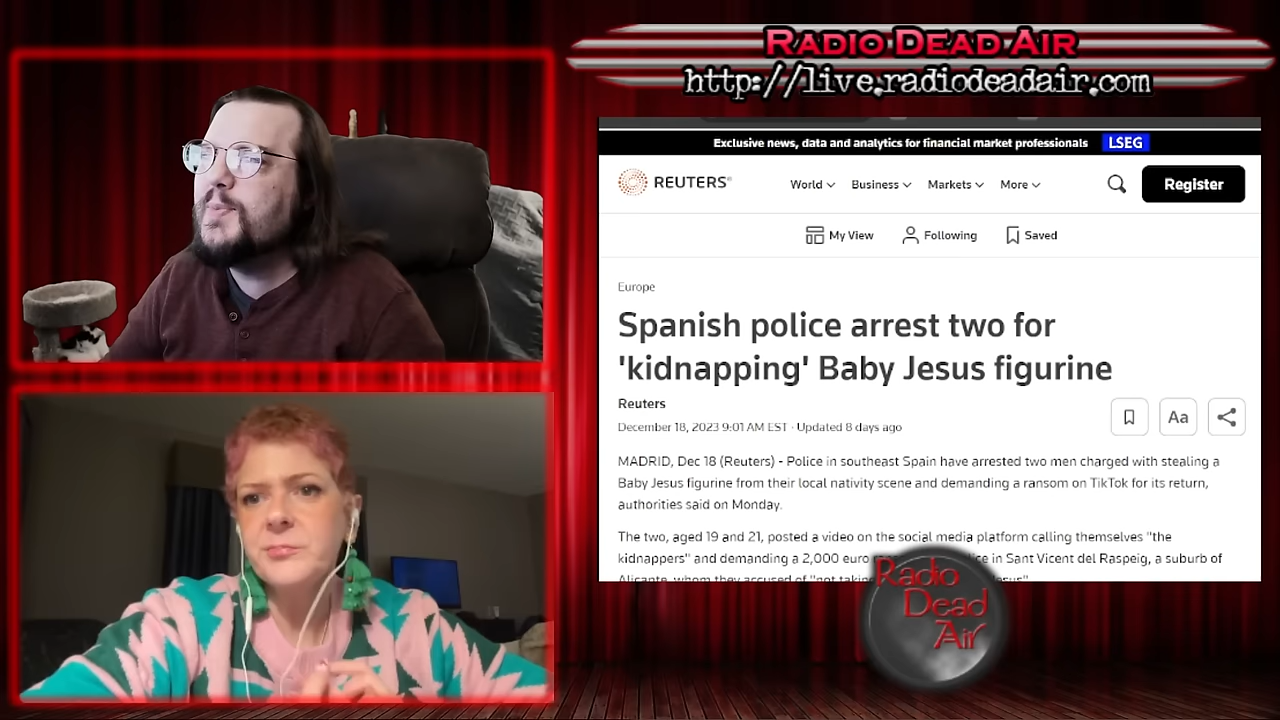 RADIO DEAD AIR
http://live.radiodeadair.com
Exclusive news, data and analytics for financial market professionals LSEG
REUTERS®
World Business Markets More
Register
My View Following Saved
Europe
Spanish police arrest two for
'kidnapping' Baby Jesus figurine
Reuters
December 18, 2023 9:01 AM EST · Updated 8 days ago
Aa
MADRID, Dec 18 (Reuters) - Police in southeast Spain have arrested two men charged with stealing a
Baby Jesus figurine from their local nativity scene and demanding a ransom on TikTok for its return,
authorities said on Monday.
The two, aged 19 and 21, posted a video on the social media platform calling themselves "the
kidnappers" and demanding a 2,000 euro in Sant Vicent del Raspeig, a suburb of
Alicante, whom they accused of "not
Radio
Dead
Air